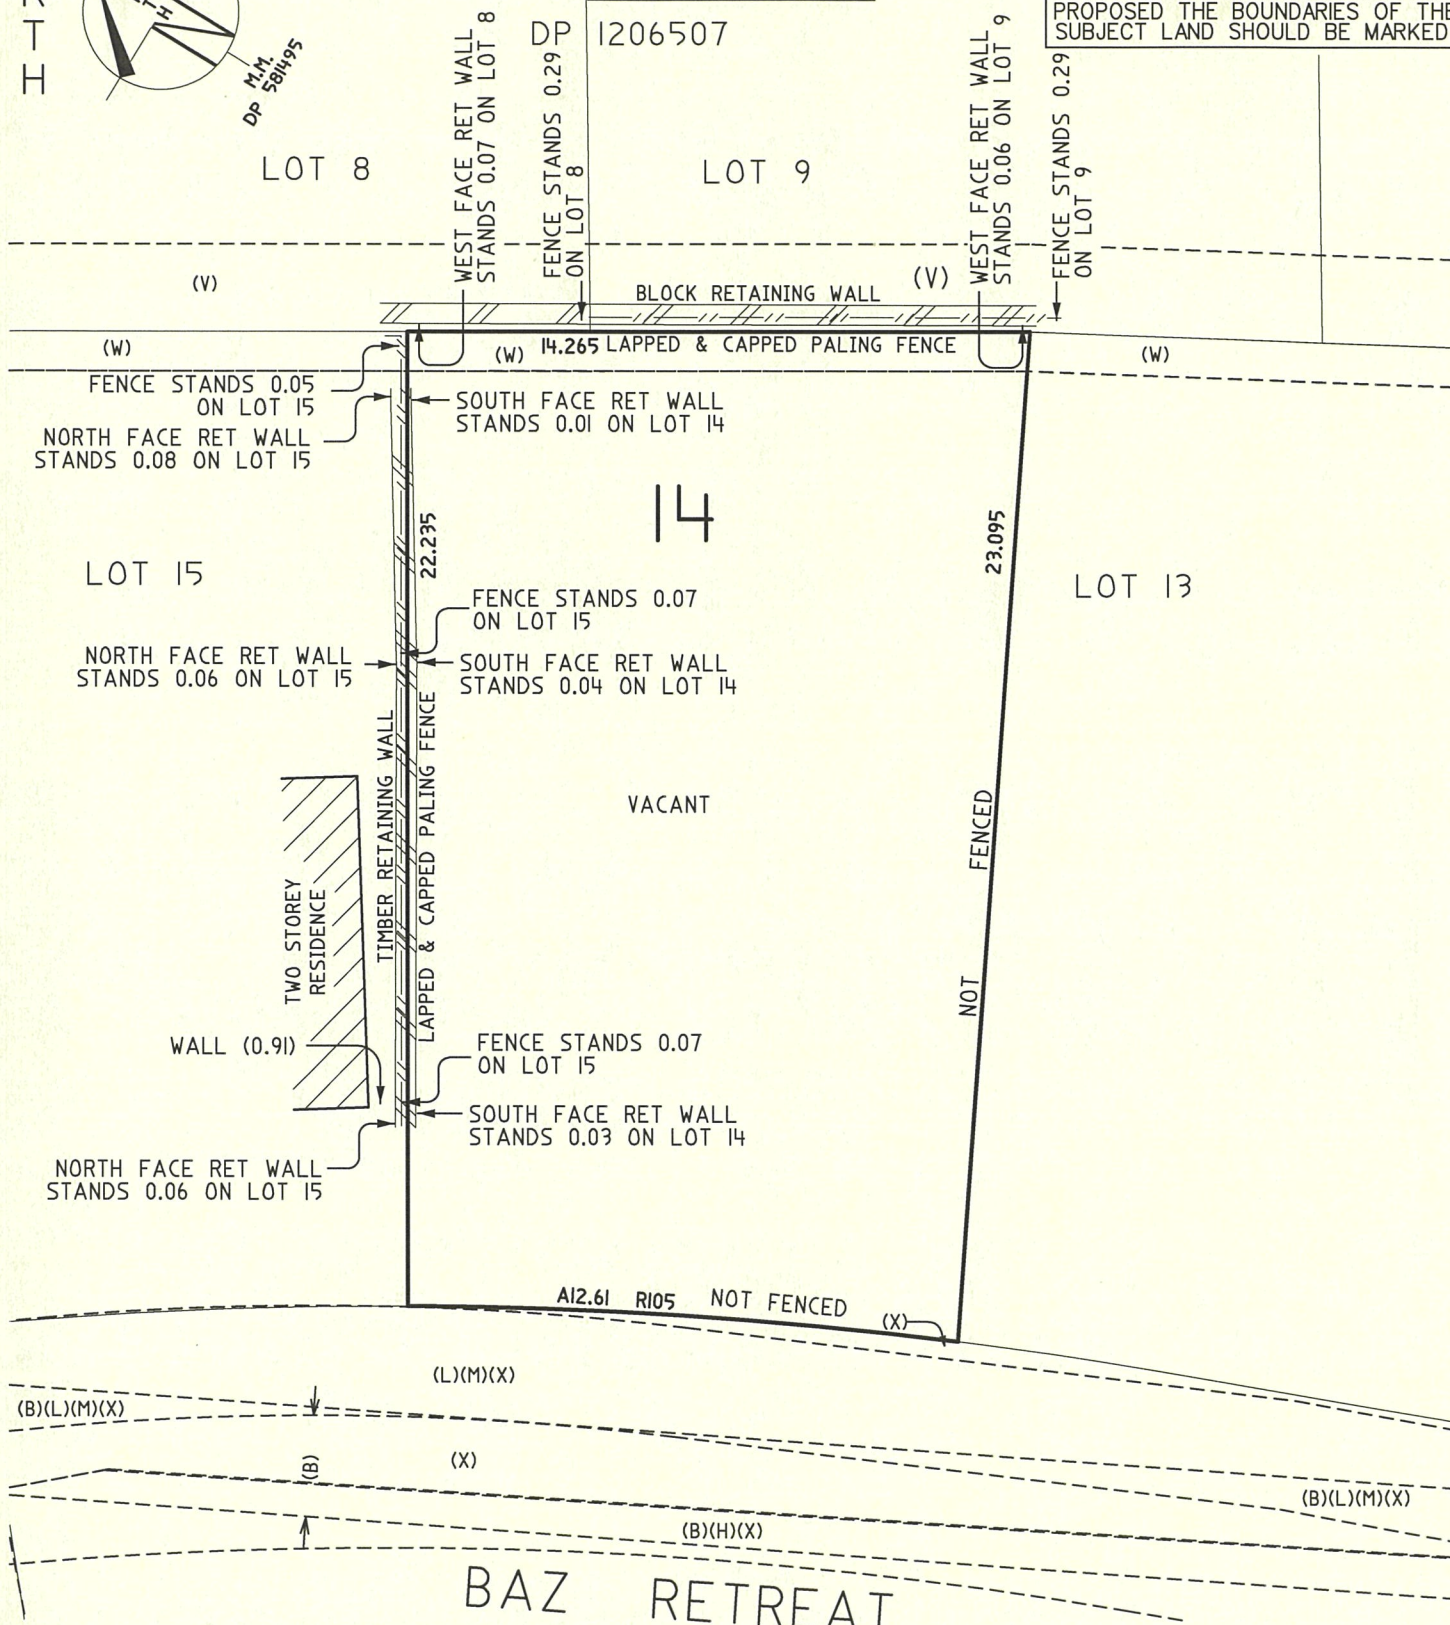 R
T
H
T
H
M.M.
DP 581495
DP 1206507
PROPOSED THE BOUNDARIES OF THE
SUBJECT LAND SHOULD BE MARKED
LOT 8
WEST FACE RET WALL
STANDS 0.07 ON LOT 8
FENCE STANDS 0.29
ON LOT 8
LOT 9
WEST FACE RET WALL
STANDS 0.06 ON LOT 9
FENCE STANDS 0.29
ON LOT 9
(V)
BLOCK RETAINING WALL
(V)
(W)
(W)
14.265 LAPPED & CAPPED PALING FENCE
(W)
FENCE STANDS 0.05
ON LOT 15
NORTH FACE RET WALL
STANDS 0.08 ON LOT 15
SOUTH FACE RET WALL
STANDS 0.01 ON LOT 14
14
22.235
23.095
LOT 15
LOT 13
FENCE STANDS 0.07
ON LOT 15
NORTH FACE RET WALL
STANDS 0.06 ON LOT 15
SOUTH FACE RET WALL
STANDS 0.04 ON LOT 14
TIMBER RETAINING WALL
LAPPED & CAPPED PALING FENCE
VACANT
NOT FENCED
TWO STOREY
RESIDENCE
WALL (0.91)
FENCE STANDS 0.07
ON LOT 15
SOUTH FACE RET WALL
STANDS 0.03 ON LOT 14
NORTH FACE RET WALL
STANDS 0.06 ON LOT 15
A12.61 R105 NOT FENCED
(X)
(L)(M)(X)
(B)(L)(M)(X)
(B)
(X)
(B)(L)(M)(X)
(B)(H)(X)
BAZ RETREAT